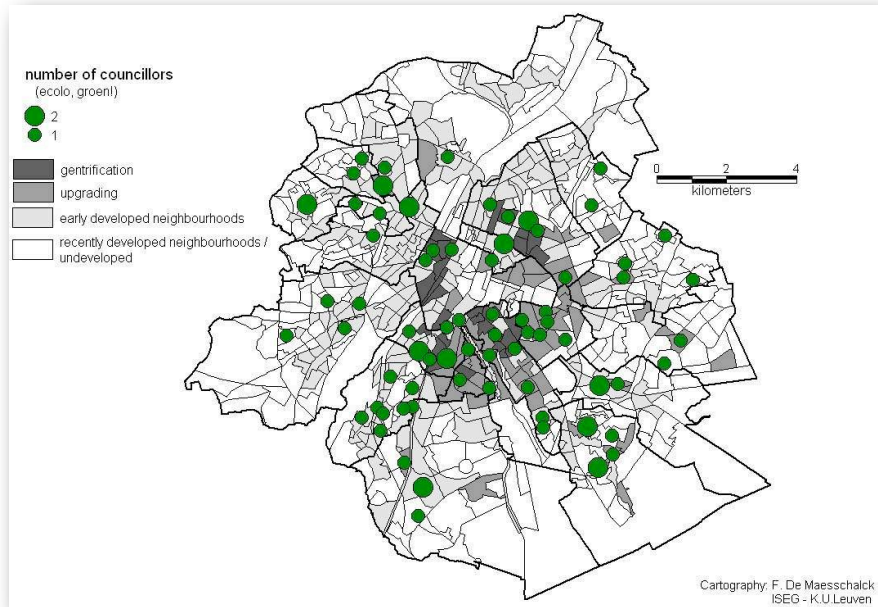 number of councillors
(ecolo, groen!)
2
1
gentrification
upgrading
early developed neighbourhoods
recently developed neighbourhoods /
undeveloped
0 2 4
kilometers
Cartography: F. De Maesschalck
ISEG - K.U.Leuven